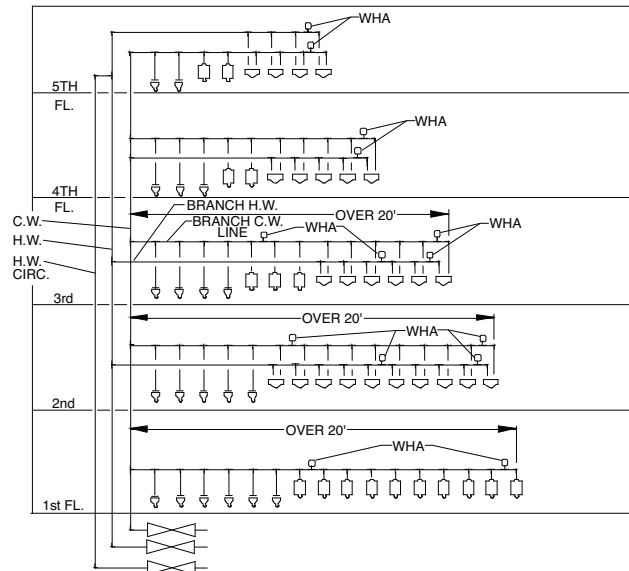 WHA
5TH
FL.
WHA
4TH
FL.
BRANCH H.W.
OVER 20'
C.W.
BRANCH C.W.
LINE
WHA
WHA
H.W.
H.W.
CIRC.
3rd
OVER 20'
WHA
2nd
OVER 20'
WHA
1st FL.